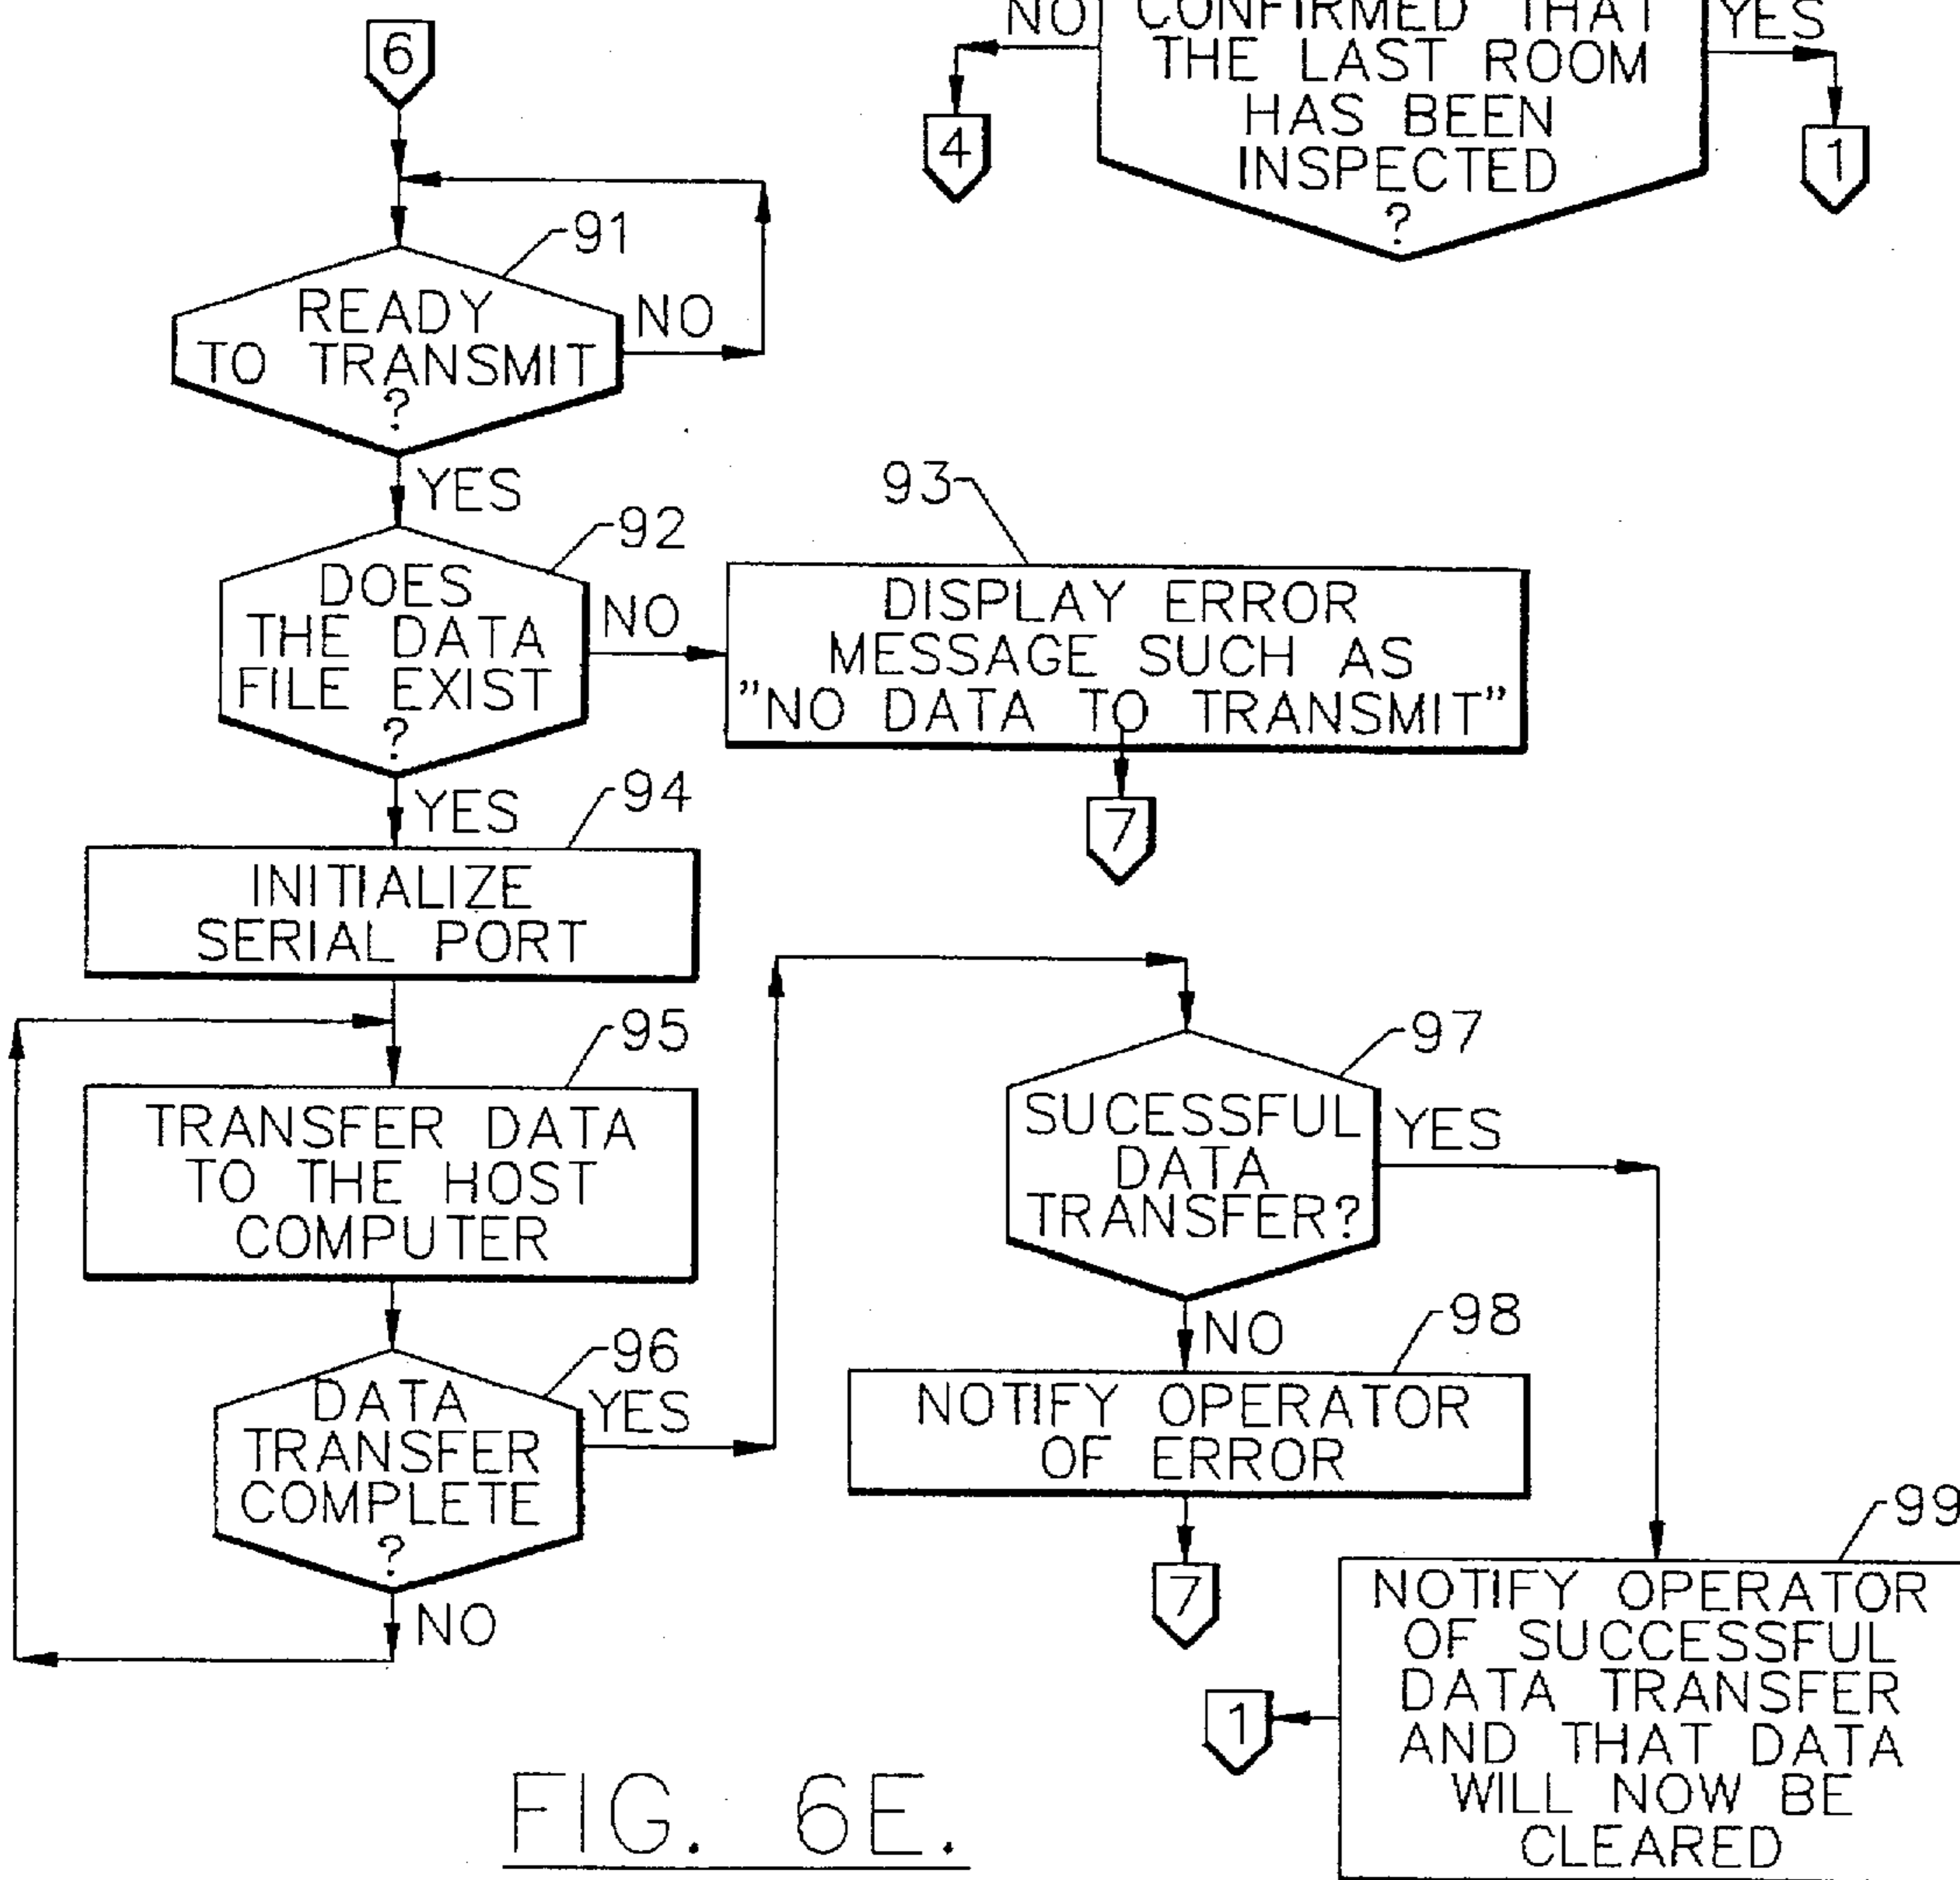 6
NO
CONFIRMED THAT
THE LAST ROOM
HAS BEEN
INSPECTED
?
YES
4
1
91
READY
TO TRANSMIT
?
NO
YES
92
DOES
THE DATA
FILE EXIST
?
NO
93
DISPLAY ERROR
MESSAGE SUCH AS
"NO DATA TO TRANSMIT"
7
YES
94
INITIALIZE
SERIAL PORT
95
TRANSFER DATA
TO THE HOST
COMPUTER
96
DATA
TRANSFER
COMPLETE
?
YES
NO
97
SUCESSFUL
DATA
TRANSFER?
YES
NO
98
NOTIFY OPERATOR
OF ERROR
7
99
NOTIFY OPERATOR
OF SUCCESSFUL
DATA TRANSFER
AND THAT DATA
WILL NOW BE
CLEARED
1
FIG. 6E.